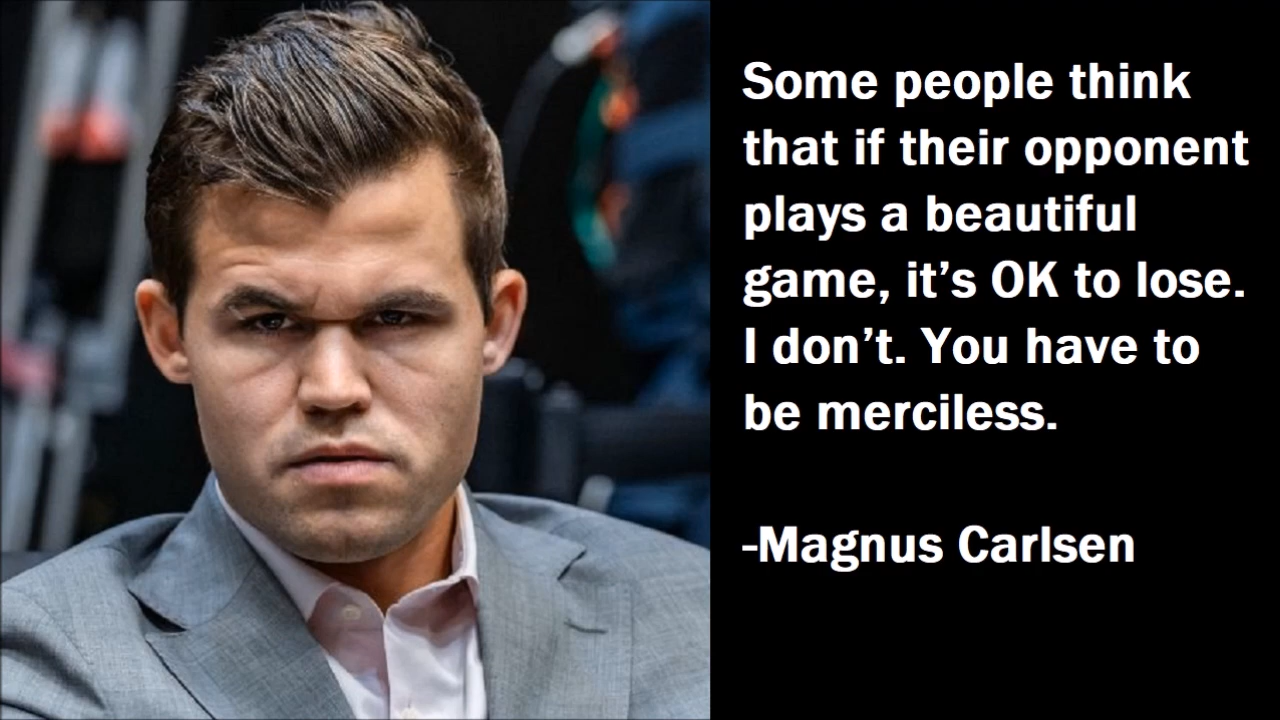 Some people think
that if their opponent
plays a beautiful
game, it’s OK to lose.
I don’t. You have to
be merciless.
-Magnus Carlsen